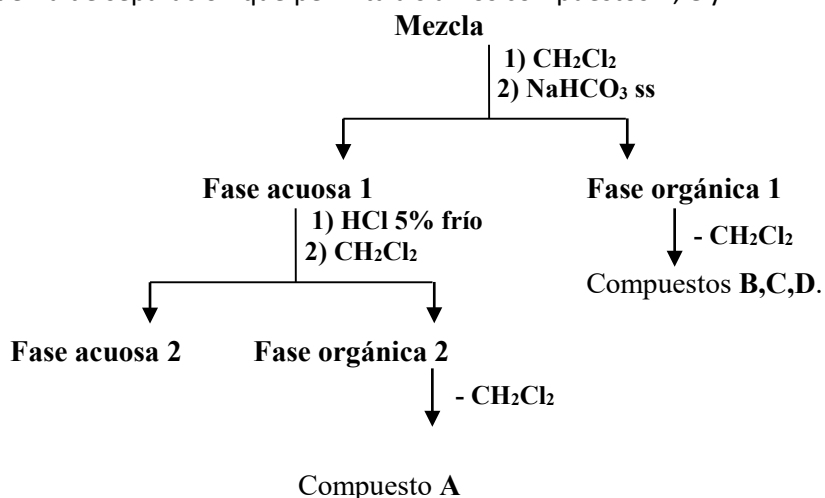 Mezcla
1) CH₂Cl₂
2) NaHCO₃ ss
Fase acuosa 1
Fase orgánica 1
1) HCl 5% frío
2) CH₂Cl₂
- CH₂Cl₂
Compuestos B,C,D.
Fase acuosa 2
Fase orgánica 2
- CH₂Cl₂
Compuesto A